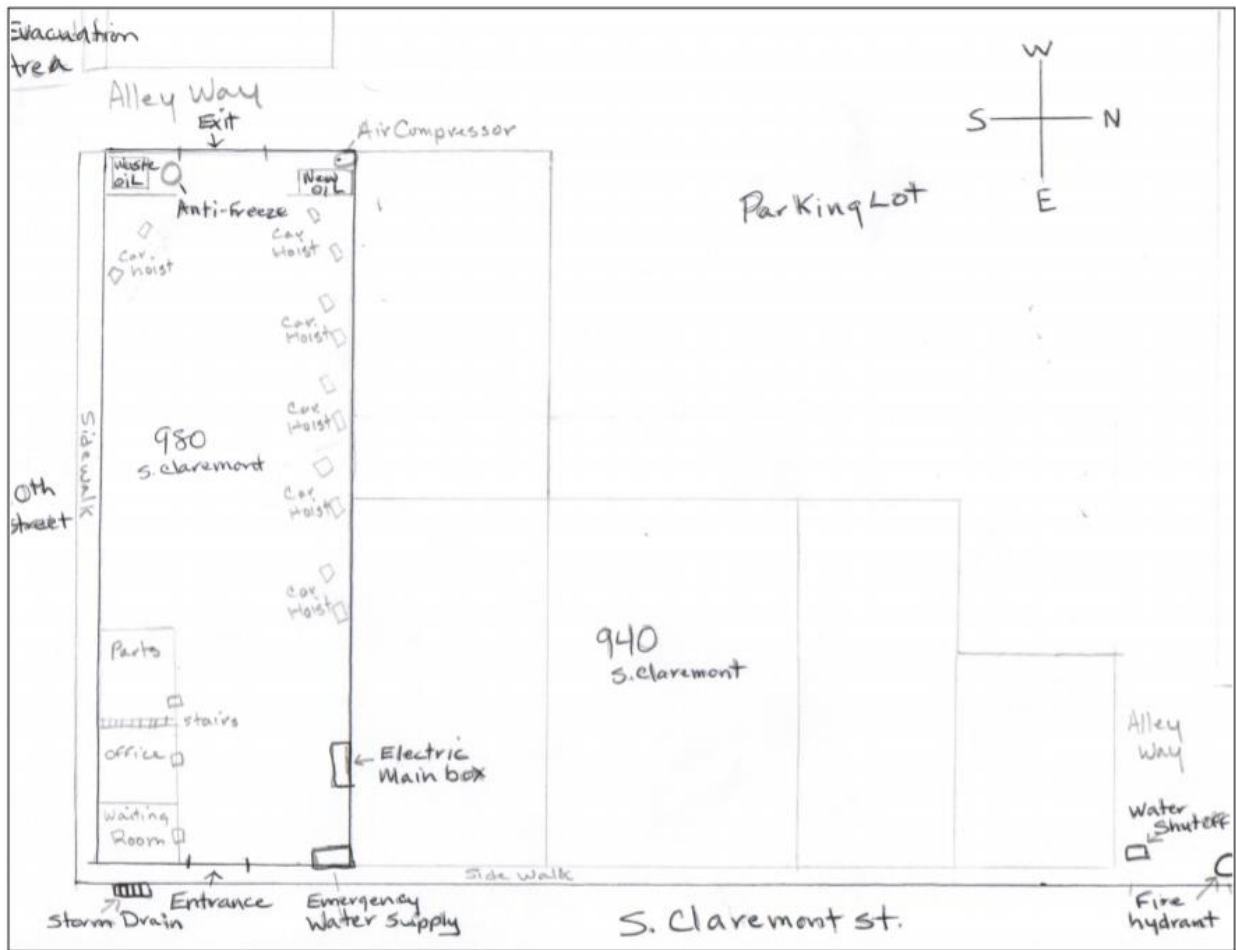 Evacuation
Area
Alley Way
Exit
Air Compressor
W
S
N
E
Waste
OIL
New
OIL
Anti-freeze
Parking Lot
Car
Hoist
Car
Hoist
Car
Hoist
Car
Hoist
Car
Hoist
Car
Hoist
980
S. Claremont
Sidewalk
0th
Street
Parts
Stairs
Office
Waiting
Room
940
S. Claremont
Electric
Main box
Alley
Way
Water
Shutoff
Side Walk
Storm Drain
Entrance
Emergency
Water Supply
S. Claremont St.
Fire
hydrant